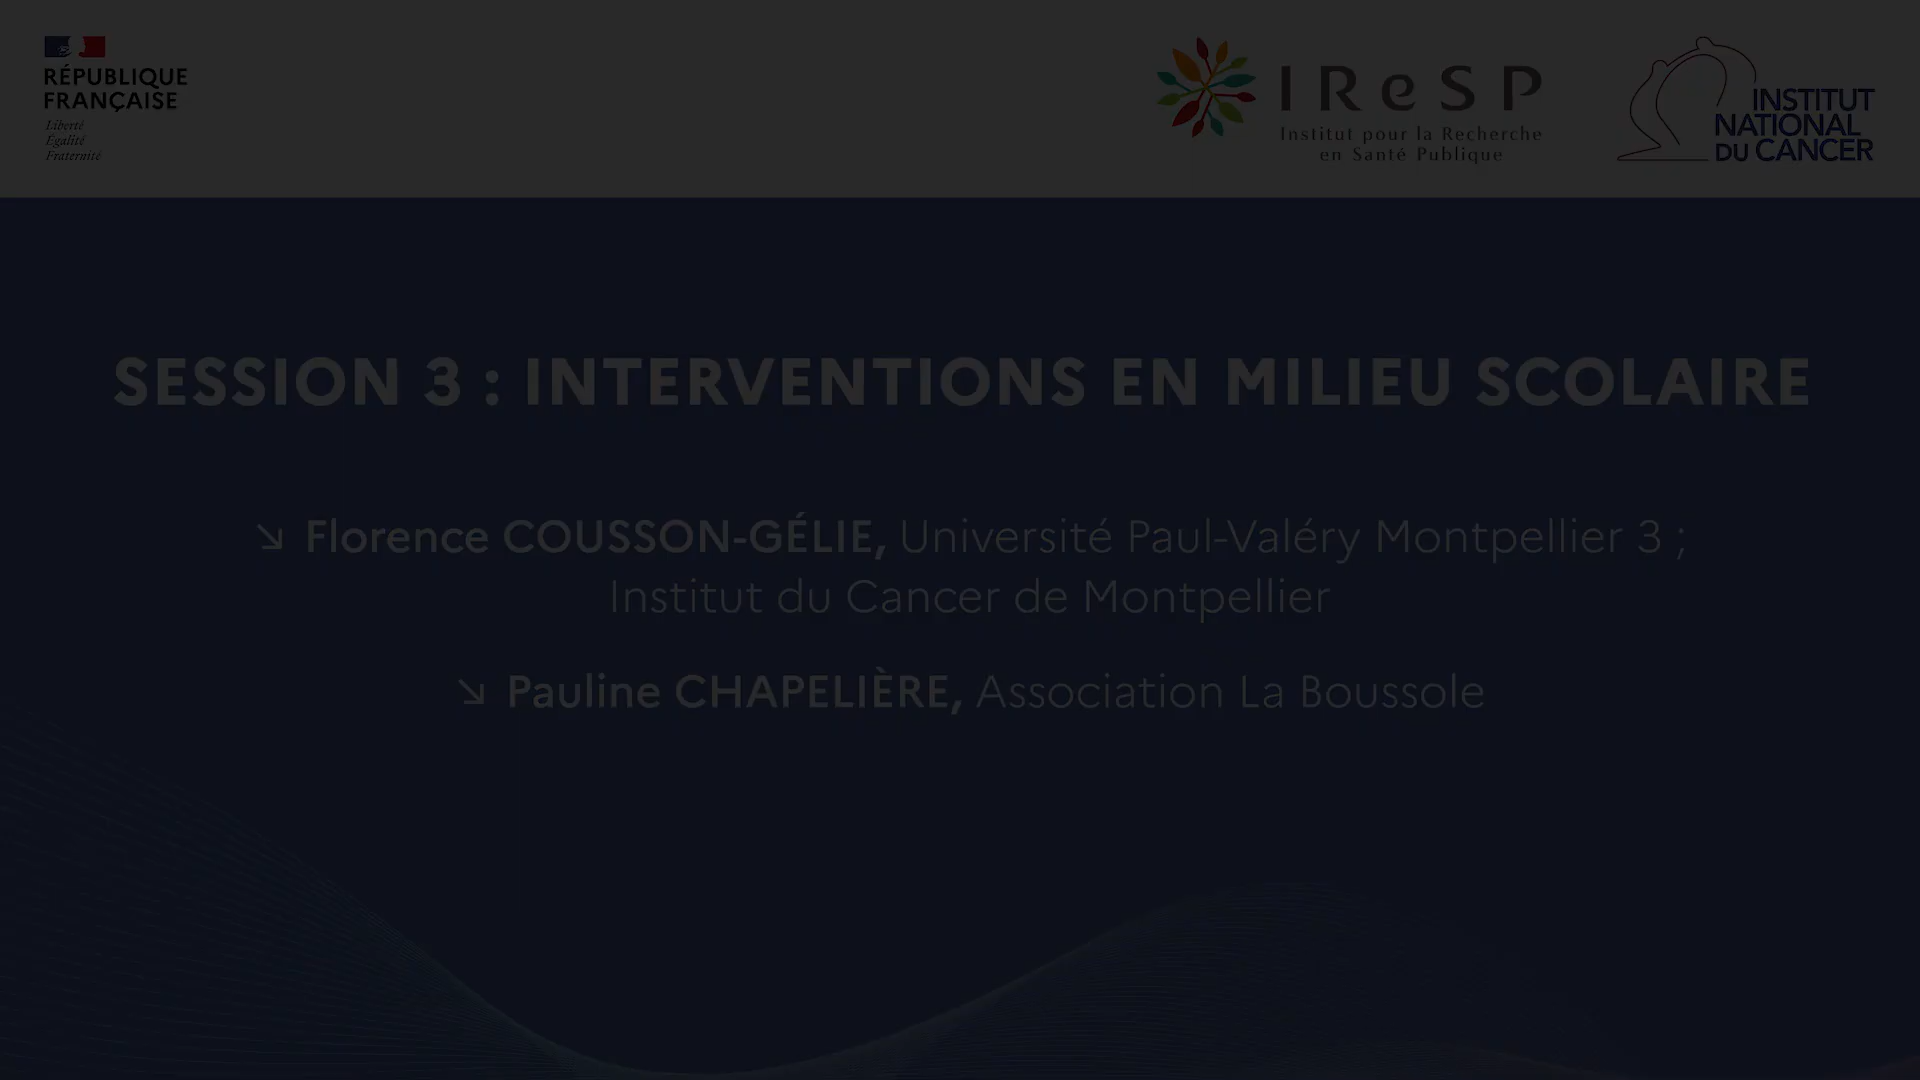 RÉPUBLIQUE
FRANÇAISE
Liberté
Égalité
Fraternité
IReSP
Institut pour la Recherche
en Santé Publique
INSTITUT
NATIONAL
DU CANCER
SESSION 3 : INTERVENTIONS EN MILIEU SCOLAIRE
↘ Florence COUSSON-GÉLIE, Université Paul-Valéry Montpellier 3 ;
Institut du Cancer de Montpellier
↘ Pauline CHAPELIÈRE, Association La Boussole